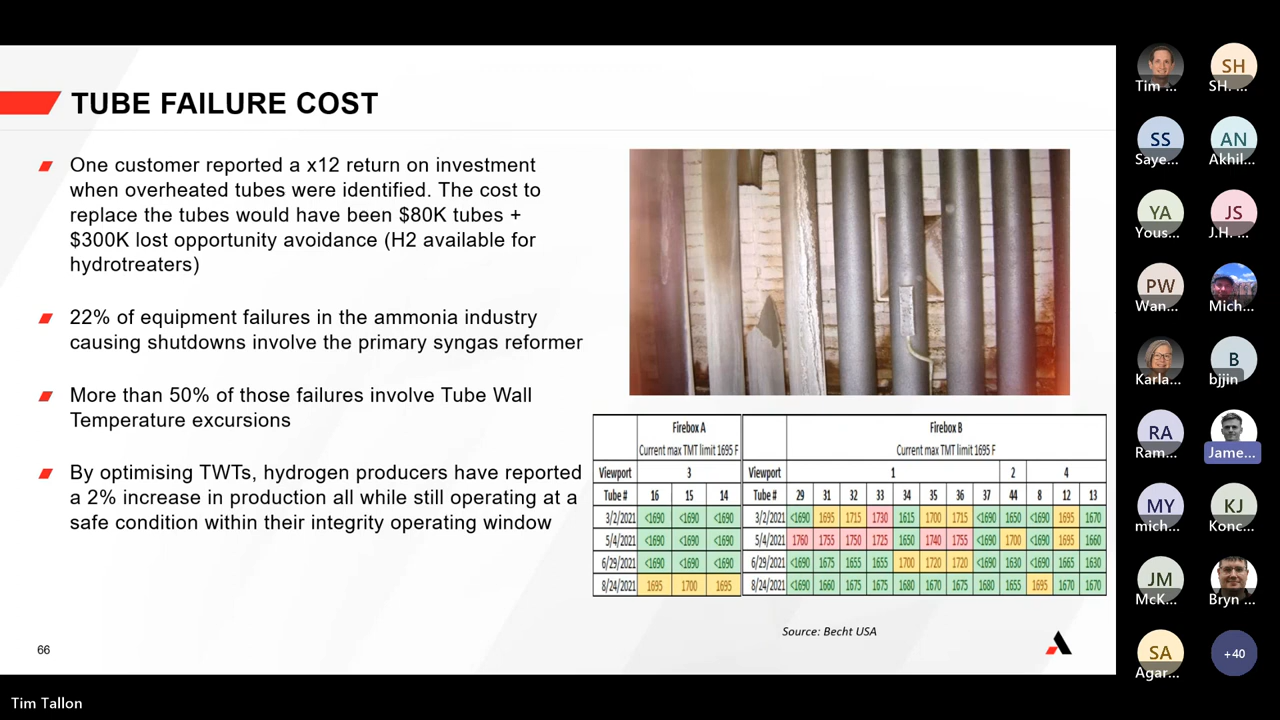 TUBE FAILURE COST
One customer reported a x12 return on investment
when overheated tubes were identified. The cost to
replace the tubes would have been $80K tubes +
$300K lost opportunity avoidance (H2 available for
hydrotreaters)
22% of equipment failures in the ammonia industry
causing shutdowns involve the primary syngas reformer
More than 50% of those failures involve Tube Wall
Temperature excursions
By optimising TWTs, hydrogen producers have reported
a 2% increase in production all while still operating at a
safe condition within their integrity operating window
Firebox A
Current max TMT limit 1695 F
Viewport 3
Tube # 16 15 14
3/2/2021 <1690 <1690 <1690
5/4/2021 <1690 <1690 <1690
6/29/2021 <1690 <1690 <1690
8/24/2021 1695 1700 1695
Firebox B
Current max TMT limit 1695 F
Viewport 1 2 4
Tube # 29 31 32 33 34 35 36 37 44 8 12 13
3/2/2021 <1690 1695 1715 1730 1615 1700 1715 <1690 1650 <1690 1695 1670
5/4/2021 1760 1755 1750 1725 1650 1740 1755 <1690 1700 <1690 1695 1660
6/29/2021 <1690 1675 1655 1655 1700 1720 1720 <1690 1630 <1690 1665 1630
8/24/2021 <1690 1660 1655 1655 1680 1670 1675 1680 1655 1695 1670 1670
Source: Becht USA
66
Tim Tallon
Tim ...
SH
SH. ...
SS
Saye...
AN
Akhil...
YA
Yous...
JS
J.H. ...
PW
Wan...
Mich...
Karla...
B
bjjin
RA
Ram...
Jame...
MY
mich...
KJ
Konc...
JM
McK...
Bryn ...
SA
Agar...
+40